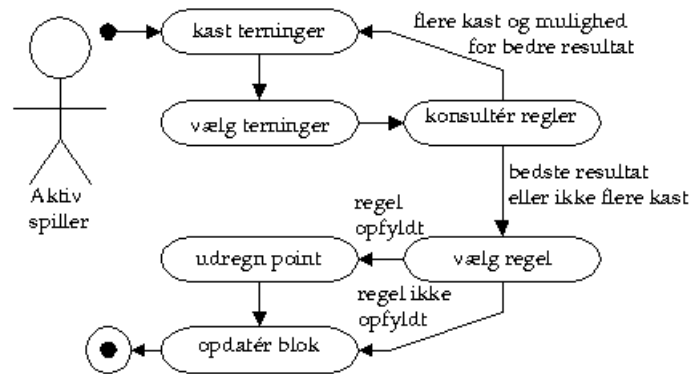 kast terninger
flere kast og mulighed
for bedre resultat
vælg terninger
konsultér regler
Aktiv
spiller
bedste resultat
eller ikke flere kast
regel
opfyldt
udregn point
vælg regel
regel ikke
opfyldt
opdatér blok